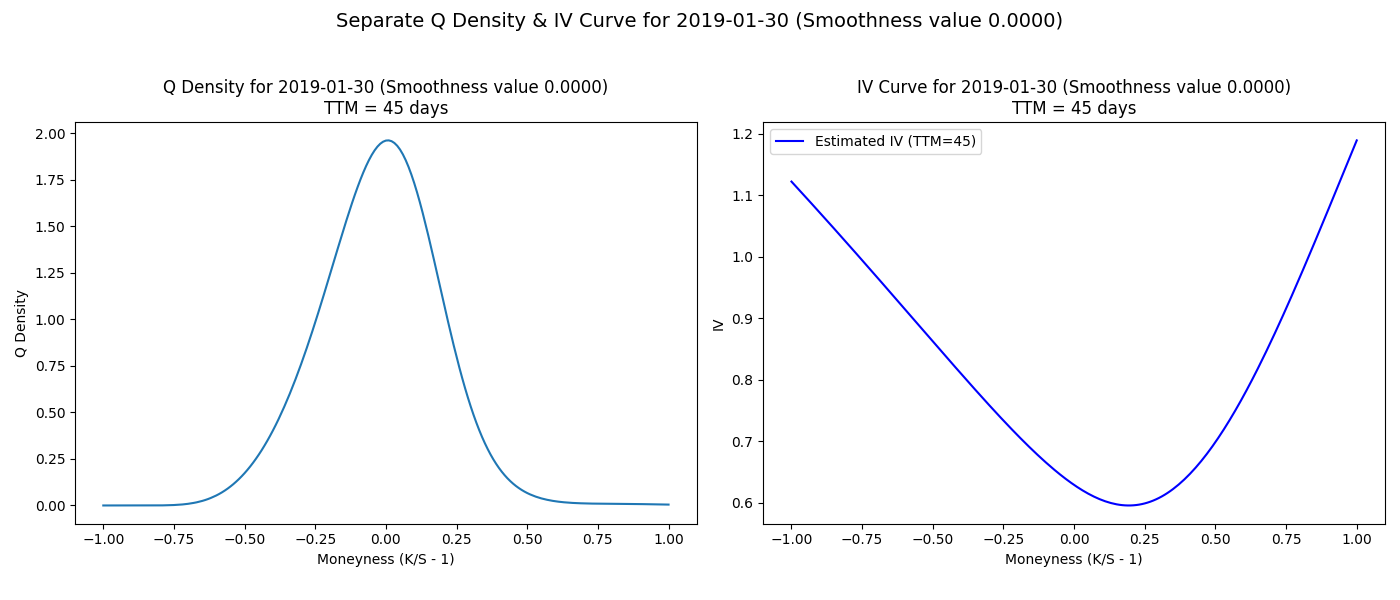 Separate Q Density & IV Curve for 2019-01-30 (Smoothness value 0.0000)
Q Density for 2019-01-30 (Smoothness value 0.0000)
TTM = 45 days
2.00
1.75
1.50
1.25
1.00
0.75
0.50
0.25
0.00
Q Density
−1.00 −0.75 −0.50 −0.25 0.00 0.25 0.50 0.75 1.00
Moneyness (K/S - 1)
IV Curve for 2019-01-30 (Smoothness value 0.0000)
TTM = 45 days
Estimated IV (TTM=45)
1.2
1.1
1.0
0.9
0.8
0.7
0.6
IV
−1.00 −0.75 −0.50 −0.25 0.00 0.25 0.50 0.75 1.00
Moneyness (K/S - 1)